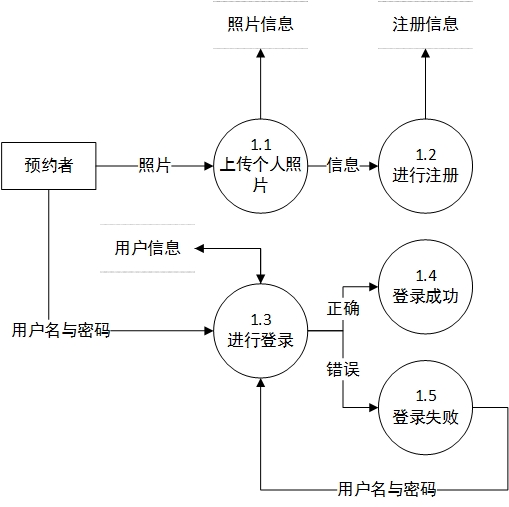 照片信息
注册信息
1.1
上传个人照
片
1.2
进行注册
预约者
照片
信息
用户信息
1.3
进行登录
1.4
登录成功
正确
用户名与密码
错误
1.5
登录失败
用户名与密码